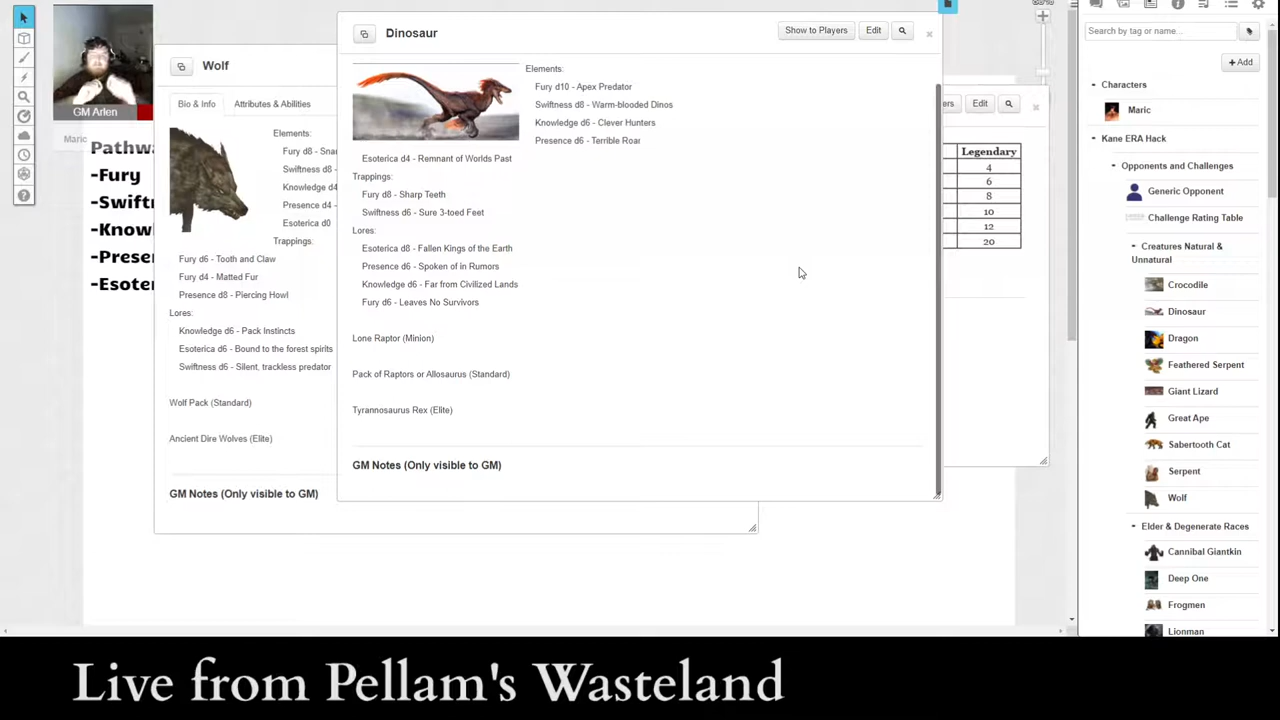 GM Arlen
Maric
Pathwa
-Fury
-Swiftn
-Know
-Prese
-Esote
Wolf
Bio & Info
Attributes & Abilities
Elements:
Fury d8 - Snar
Swiftness d8 -
Knowledge d4
Presence d4 -
Esoterica d0
Trappings:
Fury d6 - Tooth and Claw
Fury d4 - Matted Fur
Presence d8 - Piercing Howl
Lores:
Knowledge d6 - Pack Instincts
Esoterica d6 - Bound to the forest spirits
Swiftness d6 - Silent, trackless predator
Wolf Pack (Standard)
Ancient Dire Wolves (Elite)
GM Notes (Only visible to GM)
Dinosaur
Show to Players
Edit
Elements:
Fury d10 - Apex Predator
Swiftness d8 - Warm-blooded Dinos
Knowledge d6 - Clever Hunters
Presence d6 - Terrible Roar
Esoterica d4 - Remnant of Worlds Past
Trappings:
Fury d8 - Sharp Teeth
Swiftness d6 - Sure 3-toed Feet
Lores:
Esoterica d8 - Fallen Kings of the Earth
Presence d6 - Spoken of in Rumors
Knowledge d6 - Far from Civilized Lands
Fury d6 - Leaves No Survivors
Lone Raptor (Minion)
Pack of Raptors or Allosaurus (Standard)
Tyrannosaurus Rex (Elite)
GM Notes (Only visible to GM)
ers
Edit
Legendary
4
6
8
10
12
20
Search by tag or name...
+ Add
Characters
Maric
Kane ERA Hack
Opponents and Challenges
Generic Opponent
Challenge Rating Table
Creatures Natural &
Unnatural
Crocodile
Dinosaur
Dragon
Feathered Serpent
Giant Lizard
Great Ape
Sabertooth Cat
Serpent
Wolf
Elder & Degenerate Races
Cannibal Giantkin
Deep One
Frogmen
Lionman
Live from Pellam's Wasteland